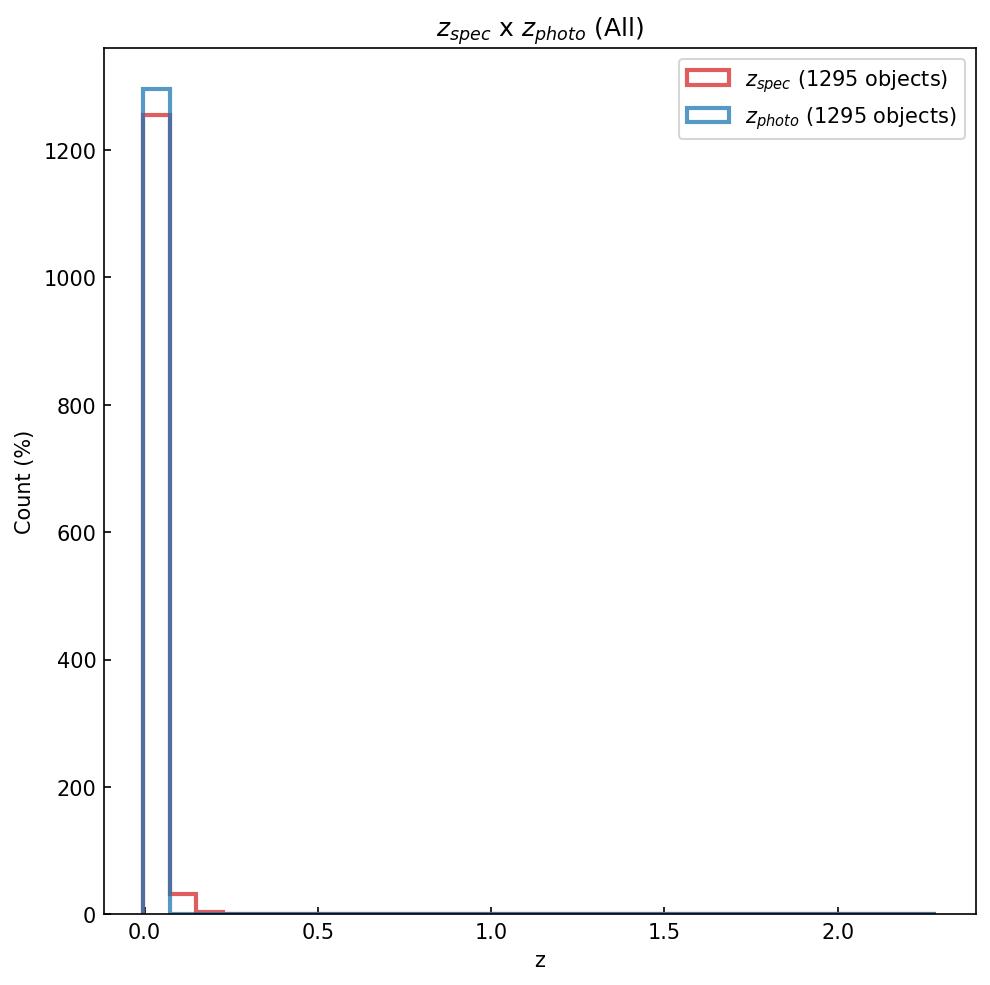 z_spec x z_photo (All)
z_spec (1295 objects)
z_photo (1295 objects)
Count (%)
1200
1000
800
600
400
200
0
0.0 0.5 1.0 1.5 2.0
z